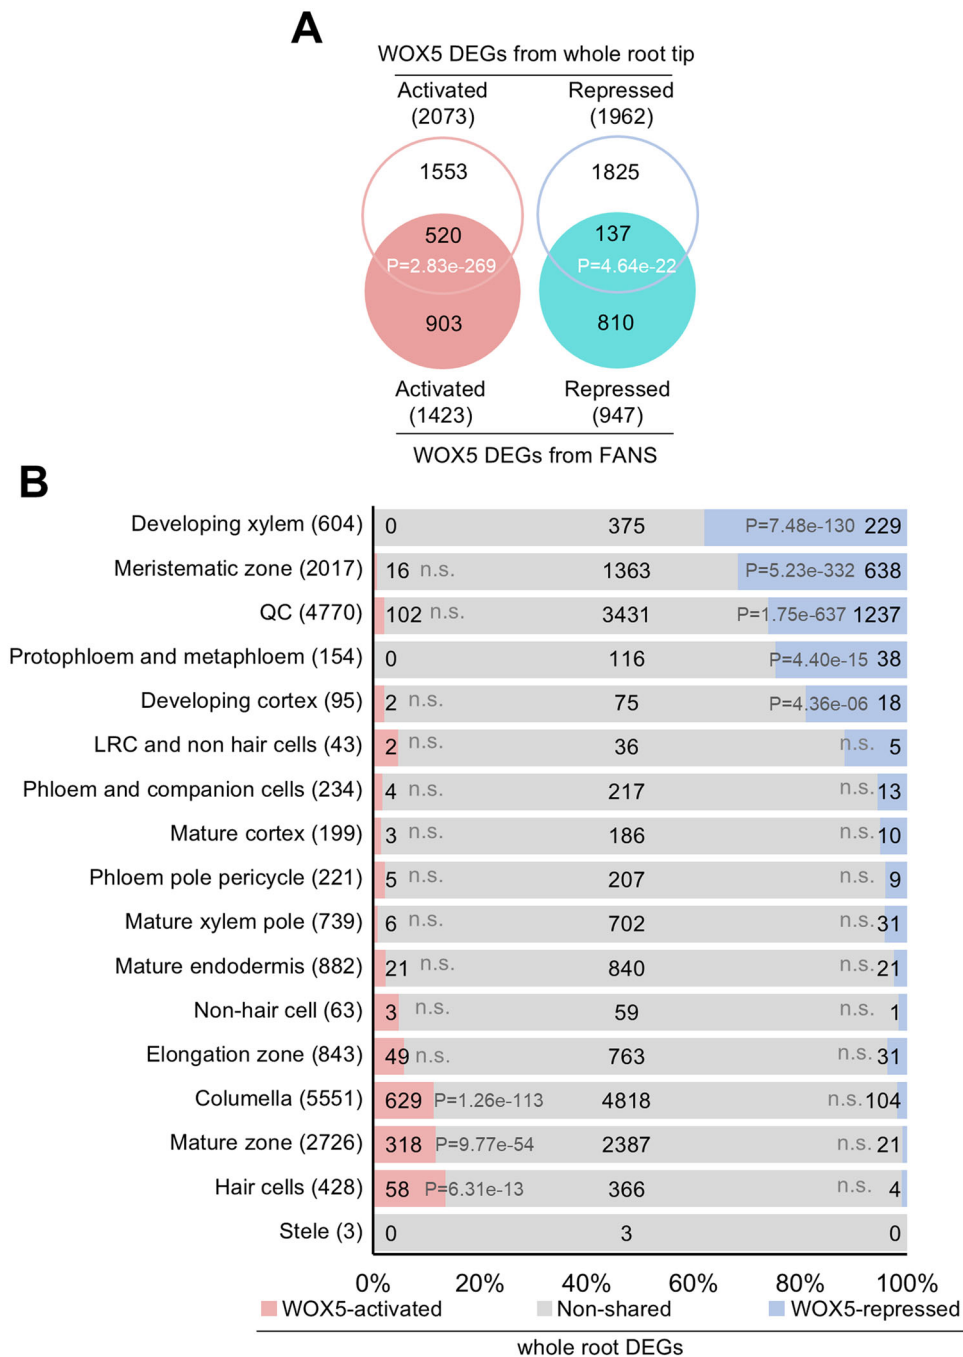 A
WOX5 DEGs from whole root tip
Activated Repressed
(2073) (1962)
1553 1825
520 137
P=2.83e-269 P=4.64e-22
903 810
Activated Repressed
(1423) (947)
WOX5 DEGs from FANS
B
Developing xylem (604) 0 375 P=7.48e-130 229
Meristematic zone (2017) 16 n.s. 1363 P=5.23e-332 638
QC (4770) 102 n.s. 3431 P=1.75e-637 1237
Protophloem and metaphloem (154) 0 116 P=4.40e-15 38
Developing cortex (95) 2 n.s. 75 P=4.36e-06 18
LRC and non hair cells (43) 2 n.s. 36 n.s. 5
Phloem and companion cells (234) 4 n.s. 217 n.s. 13
Mature cortex (199) 3 n.s. 186 n.s. 10
Phloem pole pericycle (221) 5 n.s. 207 n.s. 9
Mature xylem pole (739) 6 n.s. 702 n.s. 31
Mature endodermis (882) 21 n.s. 840 n.s. 21
Non-hair cell (63) 3 n.s. 59 n.s. 1
Elongation zone (843) 49 n.s. 763 n.s. 31
Columella (5551) 629 P=1.26e-113 4818 n.s. 104
Mature zone (2726) 318 P=9.77e-54 2387 n.s. 21
Hair cells (428) 58 P=6.31e-13 366 n.s. 4
Stele (3) 0 3 0
0% 20% 40% 60% 80% 100%
WOX5-activated Non-shared WOX5-repressed
whole root DEGs